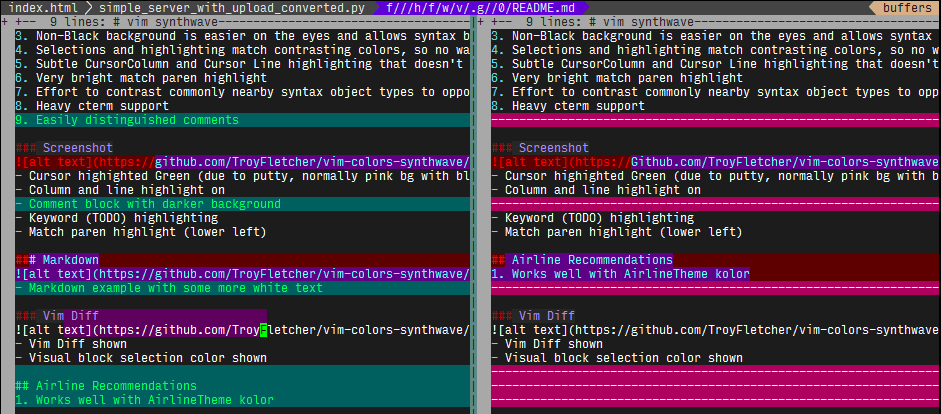 index.html simple_server_with_upload_converted.py f///h/f/w/v/.g//0/README.md buffers
+ +-- 9 lines: # vim synthwave
3. Non-Black background is easier on the eyes and allows syntax b
4. Selections and highlighting match contrasting colors, so no wa
5. Subtle CursorColumn and Cursor Line highlighting that doesn't
6. Very bright match paren highlight
7. Effort to contrast commonly nearby syntax object types to oppo
8. Heavy cterm support
9. Easily distinguished comments
### Screenshot
![alt text](https://github.com/TroyFletcher/vim-colors-synthwave/
- Cursor highighted Green (due to putty, normally pink bg with bl
- Column and line highlight on
- Comment block with darker background
- Keyword (TODO) highlighting
- Match paren highlight (lower left)
### Markdown
![alt text](https://github.com/TroyFletcher/vim-colors-synthwave/
- Markdown example with some more white text
### Vim Diff
![alt text](https://github.com/TroyFletcher/vim-colors-synthwave/
- Vim Diff shown
- Visual block selection color shown
## Airline Recommendations
1. Works well with AirlineTheme kolor
+ +-- 9 lines: # vim synthwave
3. Non-Black background is easier on the eyes and allows syntax b
4. Selections and highlighting match contrasting colors, so no wa
5. Subtle CursorColumn and Cursor Line highlighting that doesn't
6. Very bright match paren highlight
7. Effort to contrast commonly nearby syntax object types to oppo
8. Heavy cterm support
### Screenshot
![alt text](https://Github.com/TroyFletcher/vim-colors-synthwave
- Cursor highighted Green (due to putty, normally pink bg with b
- Column and line highlight on
- Keyword (TODO) highlighting
- Match paren highlight (lower left)
## Airline Recommendations
1. Works well with AirlineTheme kolor
### Vim Diff
![alt text](https://github.com/TroyFletcher/vim-colors-synthwave
- Vim Diff shown
- Visual block selection color shown